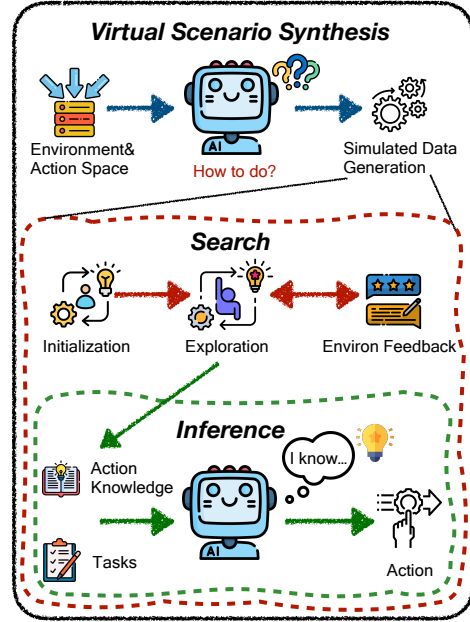 Virtual Scenario Synthesis
???
Environment&
Action Space
AI
How to do?
Simulated Data
Generation
Search
Initialization
Exploration
Environ Feedback
Inference
I know...
Action
Knowledge
AI
Tasks
Action